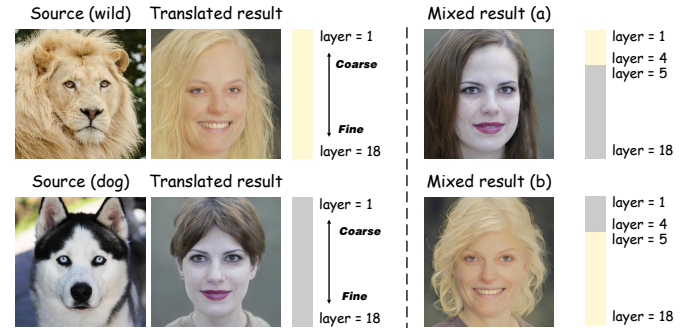 Source (wild) Translated result Mixed result (a)
layer = 1
Coarse
Fine
layer = 18
layer = 1
layer = 4
layer = 5
layer = 18
Source (dog) Translated result Mixed result (b)
layer = 1
Coarse
Fine
layer = 18
layer = 1
layer = 4
layer = 5
layer = 18